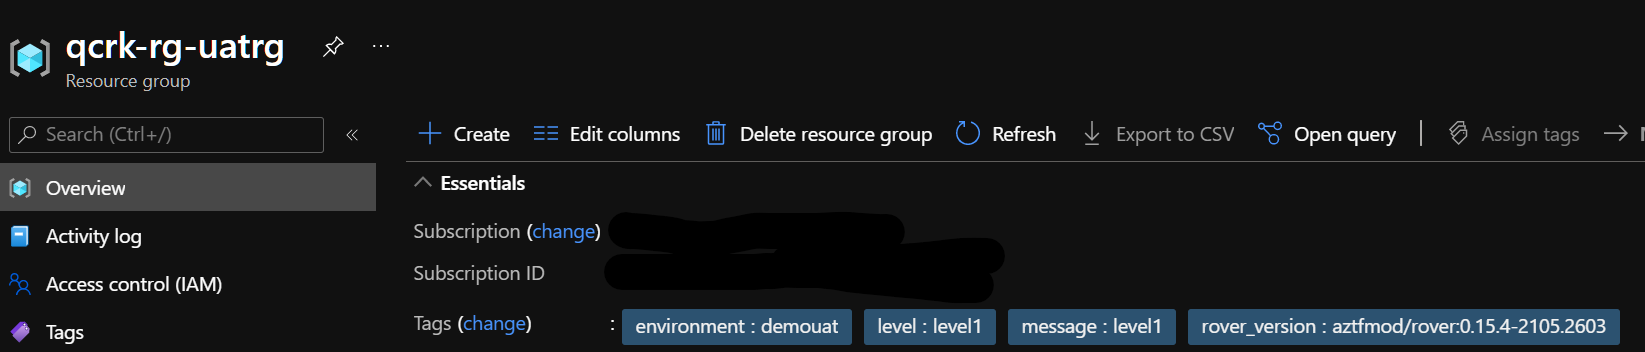 qcrk-rg-uatrg
Resource group
Search (Ctrl+/)
Overview
Activity log
Access control (IAM)
Tags
Create Edit columns Delete resource group Refresh Export to CSV Open query Assign tags
Essentials
Subscription (change)
Subscription ID
Tags (change) : environment : demouat level : level1 message : level1 rover_version : aztfmod/rover:0.15.4-2105.2603